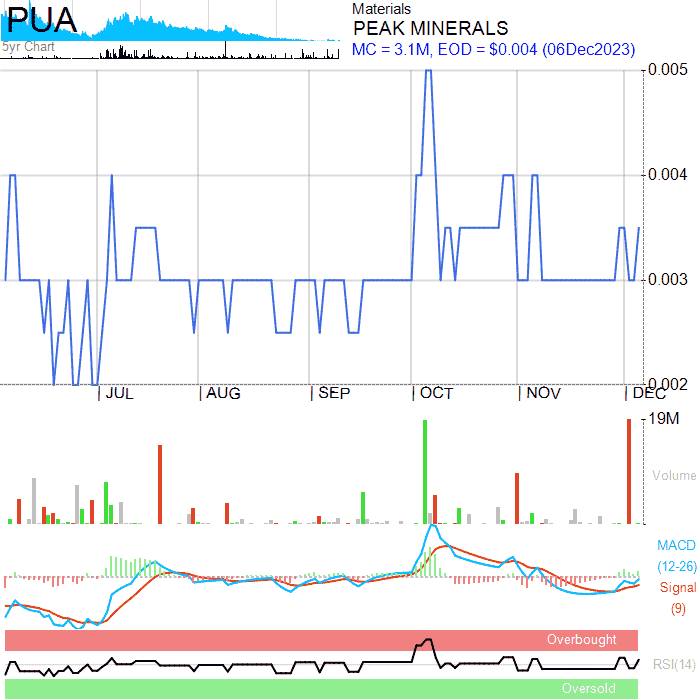 PUA
5yr Chart
Materials
PEAK MINERALS
MC = 3.1M, EOD = $0.004 (06Dec2023)
0.005
0.004
0.003
0.002
JUL AUG SEP OCT NOV DEC
19M
Volume
MACD
(12-26)
Signal
(9)
Overbought
RSI(14)
Oversold